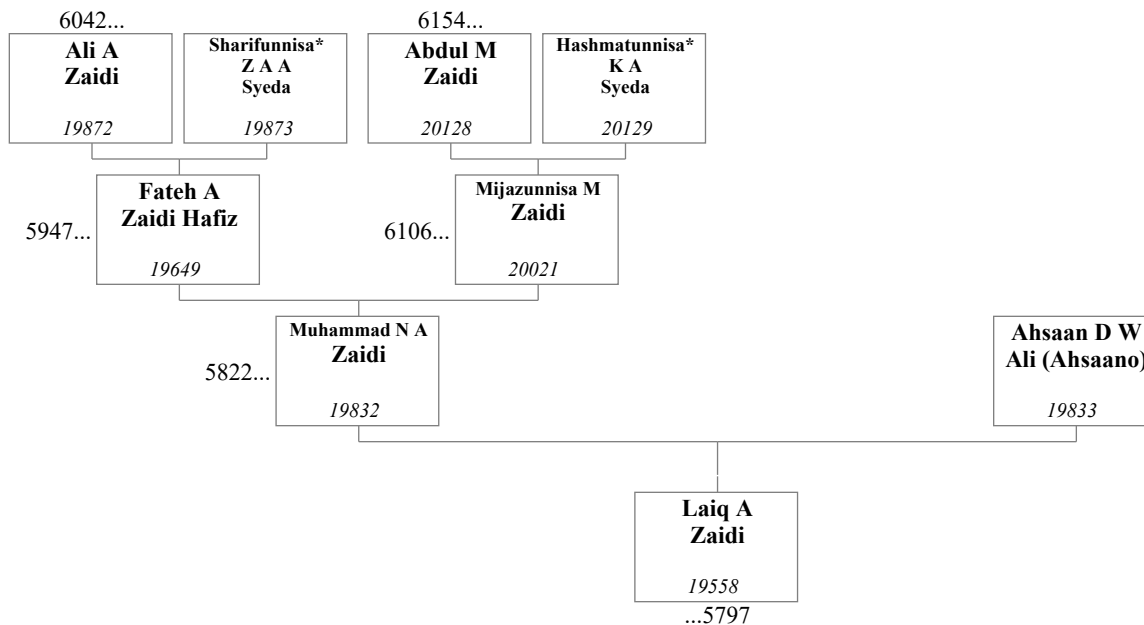 6042...
6154...
Ali A
Zaidi
19872
Sharifunnisa*
Z A A
Syeda
19873
Abdul M
Zaidi
20128
Hashmatunnisa*
K A
Syeda
20129
5947...
Fateh A
Zaidi Hafiz
19649
6106...
Mijazunnisa M
Zaidi
20021
5822...
Muhammad N A
Zaidi
19832
Ahsaan D W
Ali (Ahsaano)
19833
Laiq A
Zaidi
19558
...5797